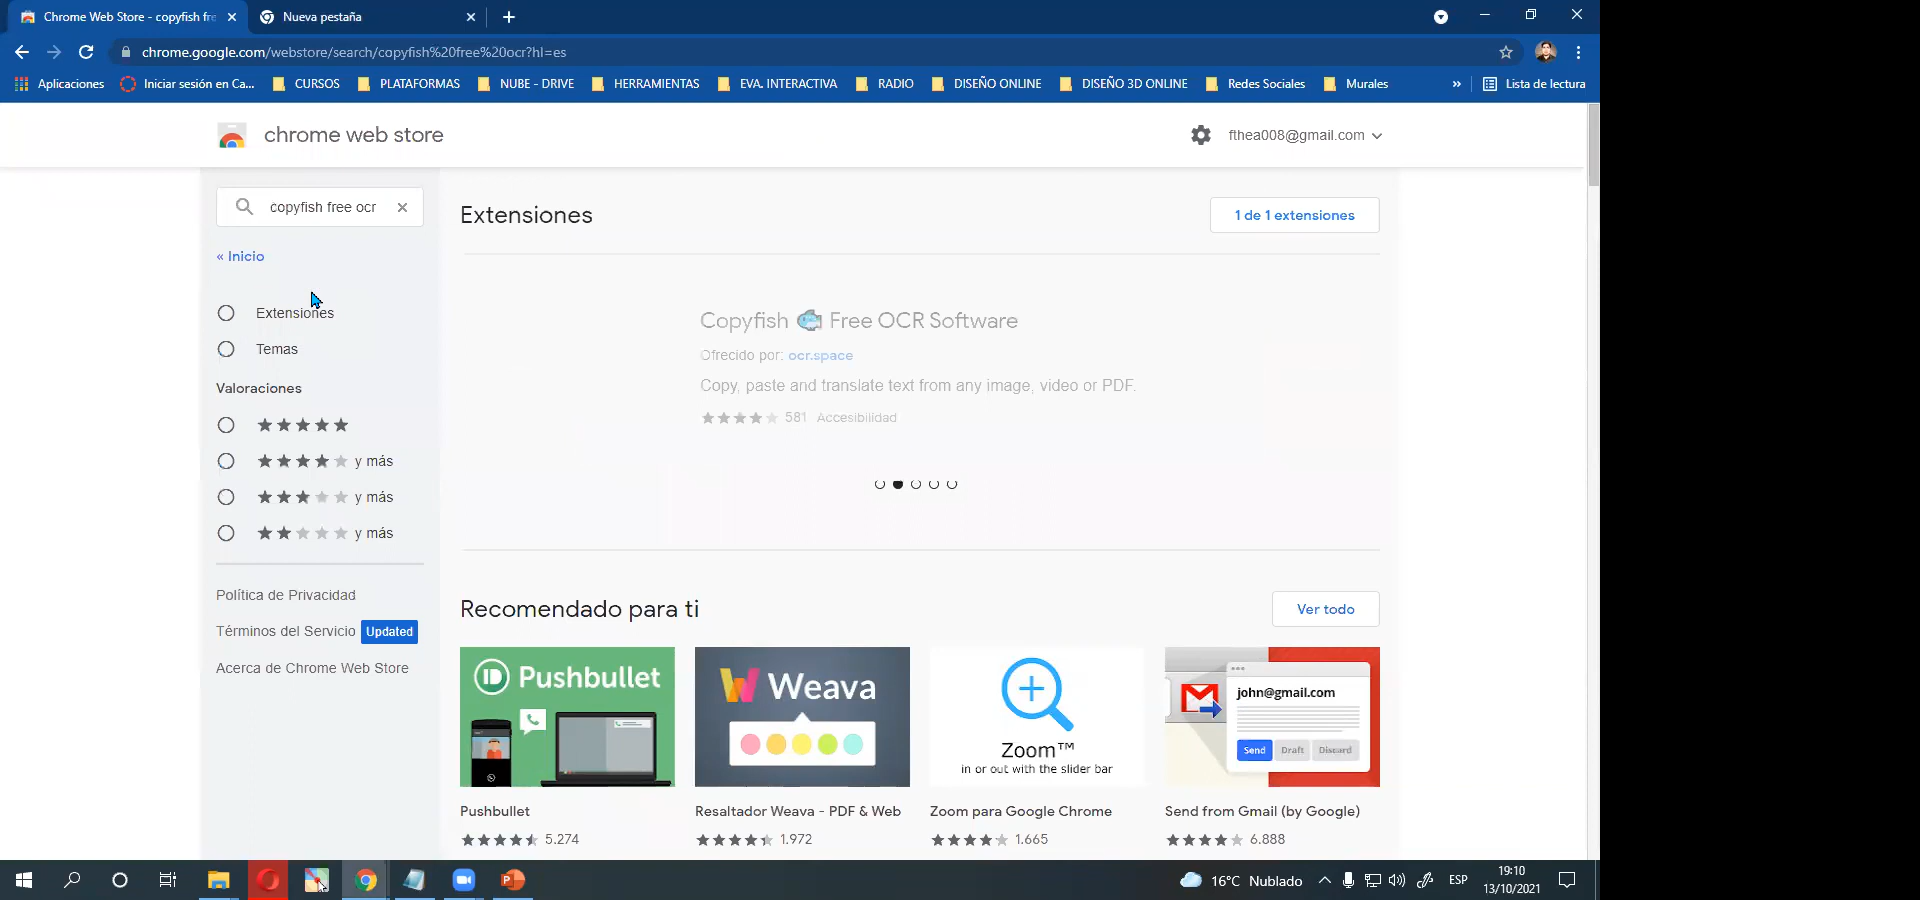 Chrome Web Store - copyfish fre
Nueva pestaña
chrome.google.com/webstore/search/copyfish%20free%20ocr?hl=es
Aplicaciones
Iniciar sesión en Ca...
CURSOS
PLATAFORMAS
NUBE - DRIVE
HERRAMIENTAS
EVA. INTERACTIVA
RADIO
DISEÑO ONLINE
DISEÑO 3D ONLINE
Redes Sociales
Murales
»
Lista de lectura
chrome web store
fthea008@gmail.com
copyfish free ocr
« Inicio
Extensiones
Temas
Valoraciones
y más
y más
y más
Política de Privacidad
Términos del Servicio Updated
Acerca de Chrome Web Store
Extensiones
1 de 1 extensiones
Copyfish 🐟 Free OCR Software
Ofrecido por: ocr.space
Copy, paste and translate text from any image, video or PDF.
581 Accesibilidad
Recomendado para ti
Ver todo
Pushbullet
Weava
Zoom™
in or out with the slider bar
john@gmail.com
Send Draft Discard
Pushbullet
5.274
Resaltador Weava - PDF & Web
1.972
Zoom para Google Chrome
1.665
Send from Gmail (by Google)
6.888
16°C Nublado
ESP
19:10
13/10/2021